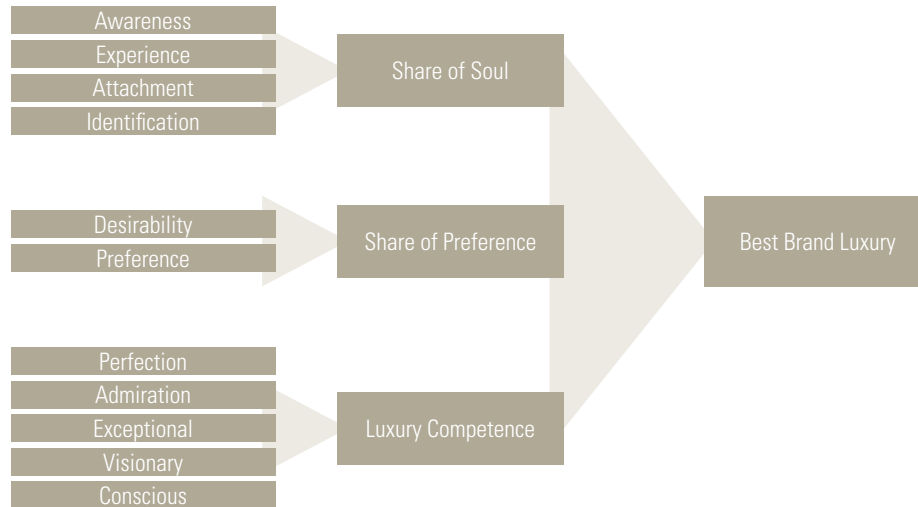 Awareness
Experience
Attachment
Identification
Share of Soul
Desirability
Preference
Share of Preference
Perfection
Admiration
Exceptional
Visionary
Conscious
Luxury Competence
Best Brand Luxury